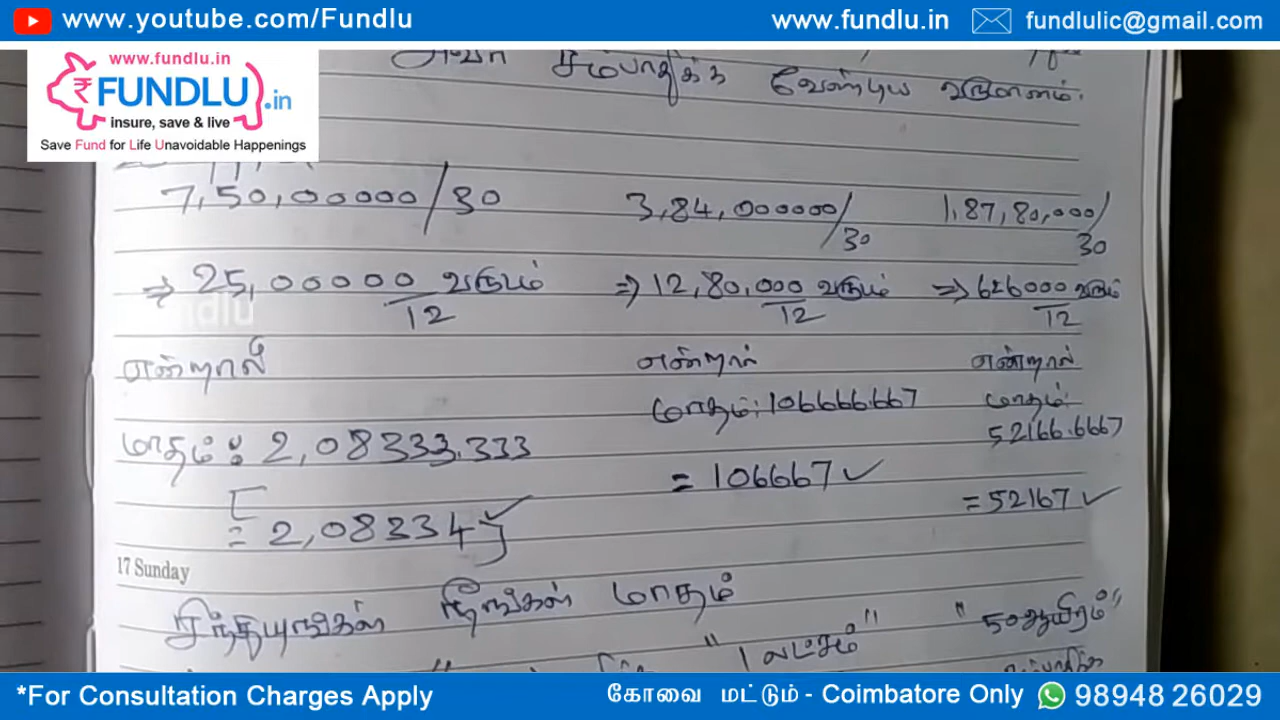 www.youtube.com/Fundlu
www.fundlu.in
fundlulic@gmail.com
www.fundlu.in
₹FUNDLU.in
insure, save & live
Save Fund for Life Unavoidable Happenings
சம்பாதிக்க வேண்டிய வருமானம்.
7,50,00000/30
3,84,000000/30
1,87,80,000/30
⇒ 25,00000 வருடம்
12
⇒ 12,80,000 வருடம்
12
⇒ 626000 வருடம்
12
என்றால்
என்றால்
என்றால்
மாதம் : 2,08333.333
மாதம்: 106666.667
மாதம்:
52166.6667
= 2,08334 ✓
= 106667 ✓
= 52167 ✓
17 Sunday
நீங்கள் மாதம்
"1 லட்சம்" "50ஆயிரம்"
*For Consultation Charges Apply
கோவை மட்டும் - Coimbatore Only 98948 26029